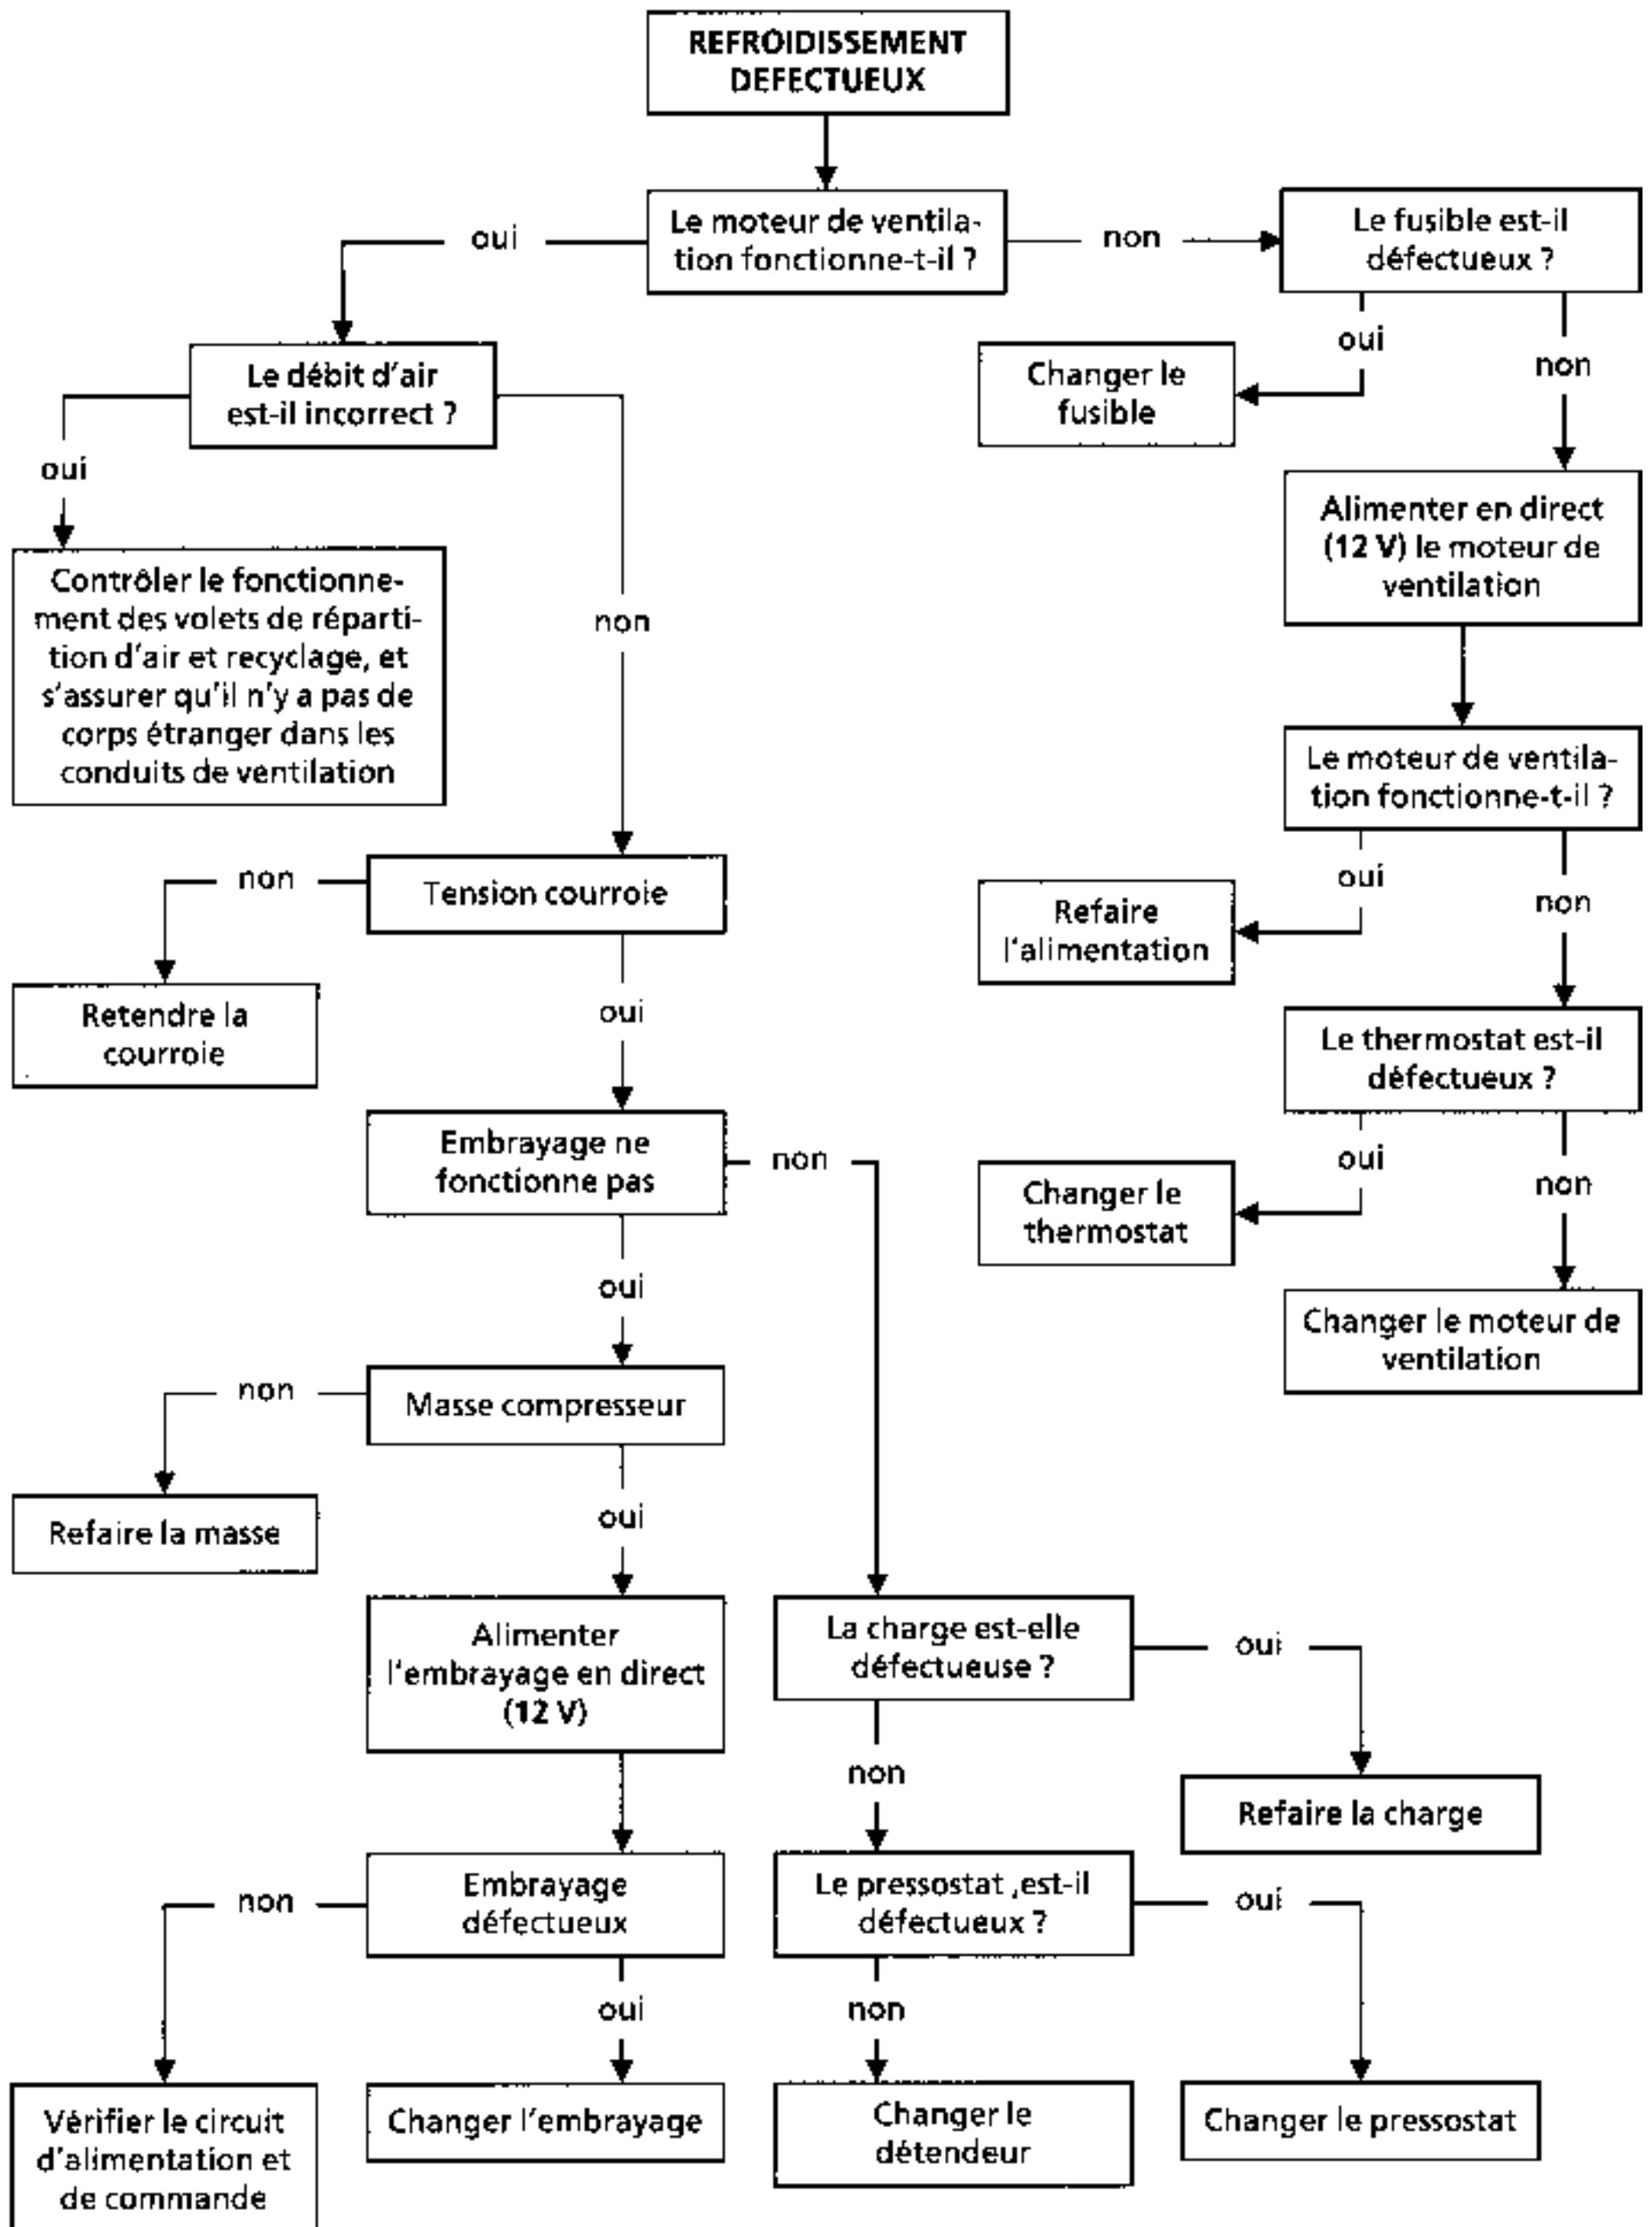 REFROIDISSEMENT
DEFECTUEUX
Le moteur de ventila-
tion fonctionne-t-il ?
oui
non
Le fusible est-il
défectueux ?
oui
non
Changer le
fusible
Le débit d'air
est-il incorrect ?
oui
non
Alimenter en direct
(12 V) le moteur de
ventilation
Contrôler le fonctionne-
ment des volets de réparti-
tion d'air et recyclage, et
s'assurer qu'il n'y a pas de
corps étranger dans les
conduits de ventilation
Le moteur de ventila-
tion fonctionne-t-il ?
oui
non
Refaire
l'alimentation
Tension courroie
non
oui
Retendre la
courroie
Le thermostat est-il
défectueux ?
oui
non
Changer le
thermostat
Changer le moteur de
ventilation
Embrayage ne
fonctionne pas
non
oui
Masse compresseur
non
oui
Refaire la masse
Alimenter
l'embrayage en direct
(12 V)
La charge est-elle
défectueuse ?
oui
non
Refaire la charge
Embrayage
défectueux
non
oui
Le pressostat ,est-il
défectueux ?
oui
non
Vérifier le circuit
d'alimentation et
de commande
Changer l'embrayage
Changer le
détendeur
Changer le pressostat